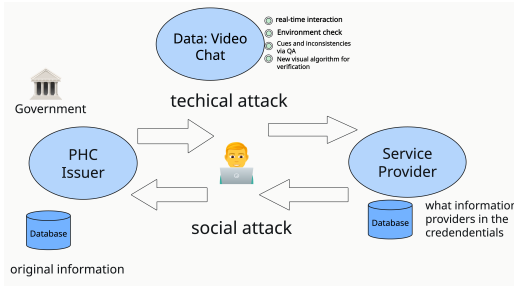 Data: Video
Chat
real-time interaction
Environment check
Cues and inconsistencies
via QA
New visual algorithm for
verification
Government
techical attack
PHC
Issuer
Service
Provider
Database
Database
what information
providers in the
credendentials
social attack
original information